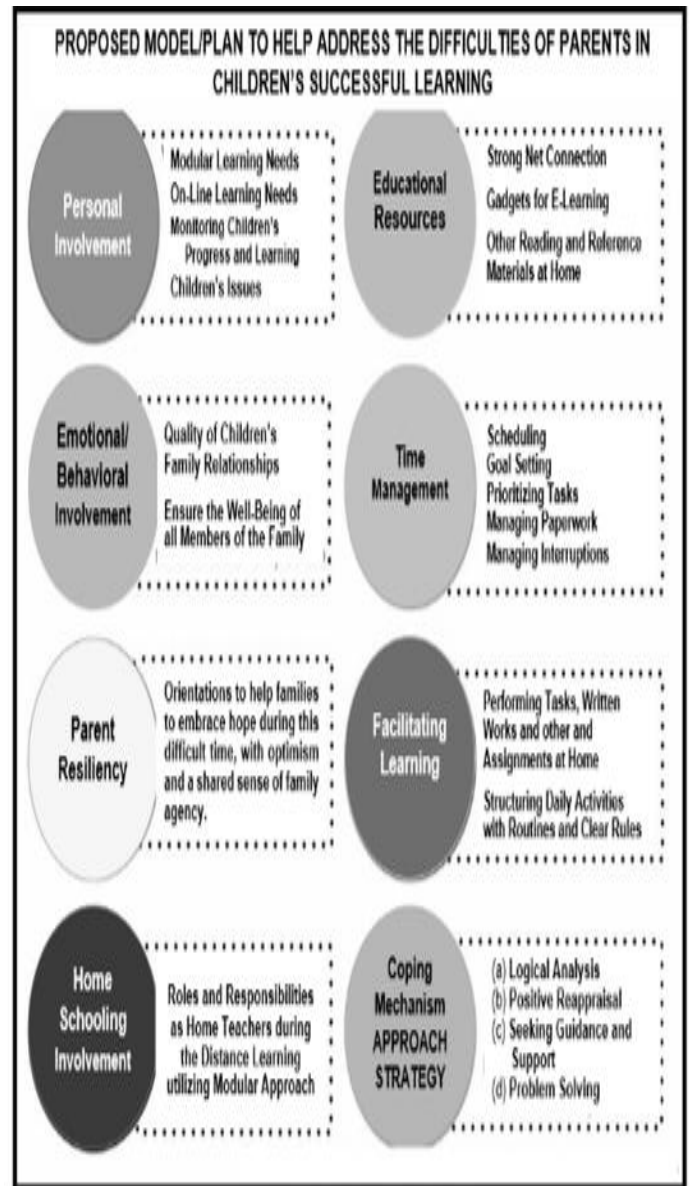 PROPOSED MODEL/PLAN TO HELP ADDRESS THE DIFFICULTIES OF PARENTS IN
CHILDREN'S SUCCESSFUL LEARNING
Personal
Involvement
Modular Learning Needs
On-Line Learning Needs
Monitoring Children's
Progress and Learning
Children's Issues
Educational
Resources
Strong Net Connection
Gadgets for E-Learning
Other Reading and Reference
Materials at Home
Emotional/
Behavioral
Involvement
Quality of Children's
Family Relationships
Ensure the Well-Being of
all Members of the Family
Time
Management
Scheduling
Goal Setting
Prioritizing Tasks
Managing Paperwork
Managing Interruptions
Parent
Resiliency
Orientations to help families
to embrace hope during this
difficult time, with optimism
and a shared sense of family
agency.
Facilitating
Learning
Performing Tasks, Written
Works and other and
Assignments at Home
Structuring Daily Activities
with Routines and Clear Rules
Home
Schooling
Involvement
Roles and Responsibilities
as Home Teachers during
the Distance Learning
utilizing Modular Approach
Coping
Mechanism
APPROACH
STRATEGY
(a) Logical Analysis
(b) Positive Reappraisal
(c) Seeking Guidance and
Support
(d) Problem Solving